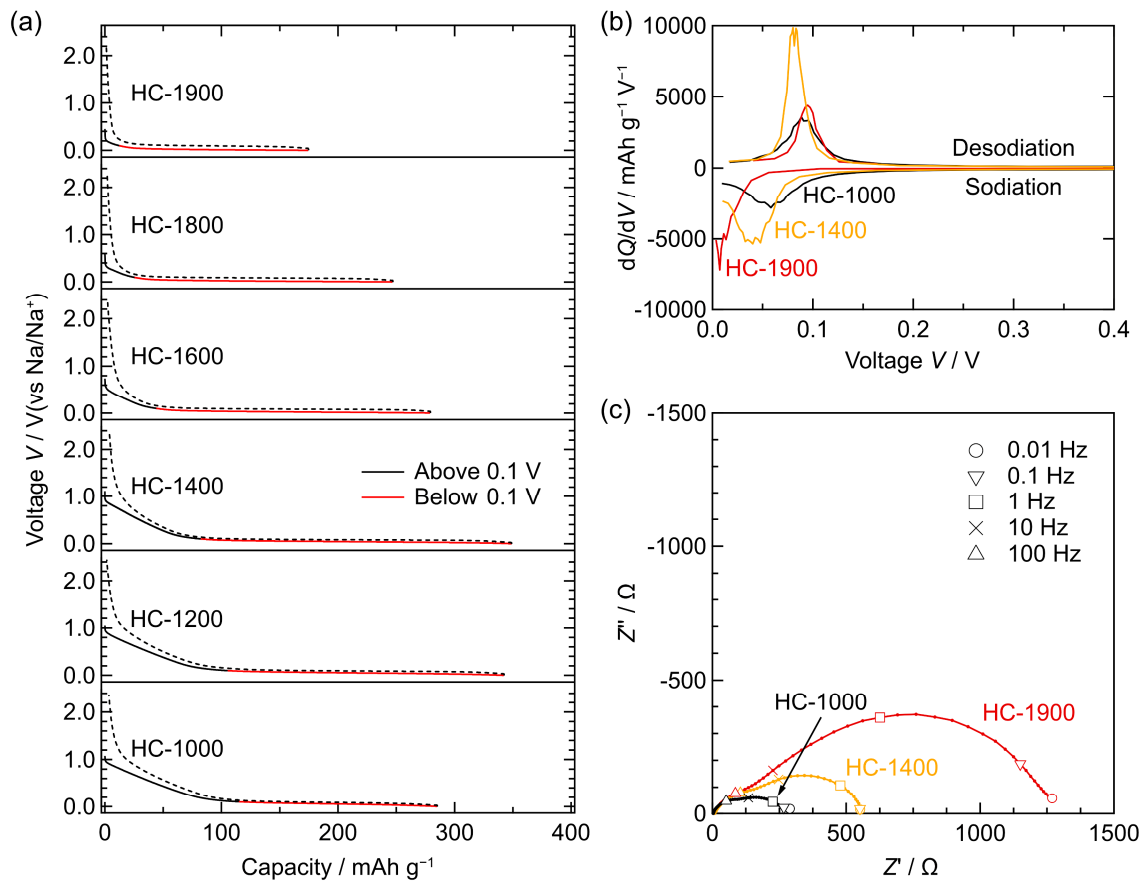 (a)
Voltage V / V(vs Na/Na⁺)
2.0
1.0
0.0
HC-1900
2.0
1.0
0.0
HC-1800
2.0
1.0
0.0
HC-1600
2.0
1.0
0.0
HC-1400
Above 0.1 V
Below 0.1 V
2.0
1.0
0.0
HC-1200
2.0
1.0
0.0
HC-1000
0
100
200
300
400
Capacity / mAh g⁻¹
(b)
dQ/dV / mAh g⁻¹ V⁻¹
10000
5000
0
-5000
-10000
Desodiation
Sodiation
HC-1000
HC-1400
HC-1900
0.0
0.1
0.2
0.3
0.4
Voltage V / V
(c)
Z" / Ω
-1500
-1000
-500
0
0.01 Hz
0.1 Hz
1 Hz
10 Hz
100 Hz
HC-1000
HC-1900
HC-1400
0
500
1000
1500
Z' / Ω